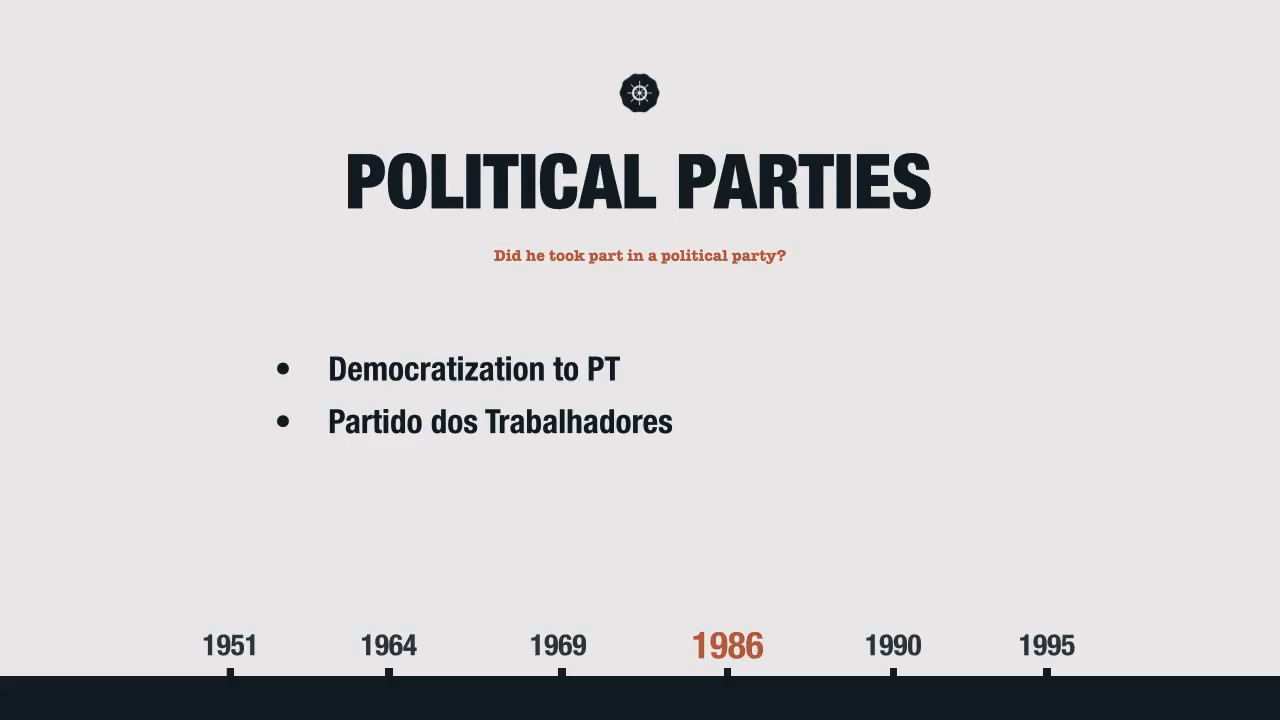 POLITICAL PARTIES
Did he took part in a political party?
• Democratization to PT
• Partido dos Trabalhadores
1951 1964 1969 1986 1990 1995